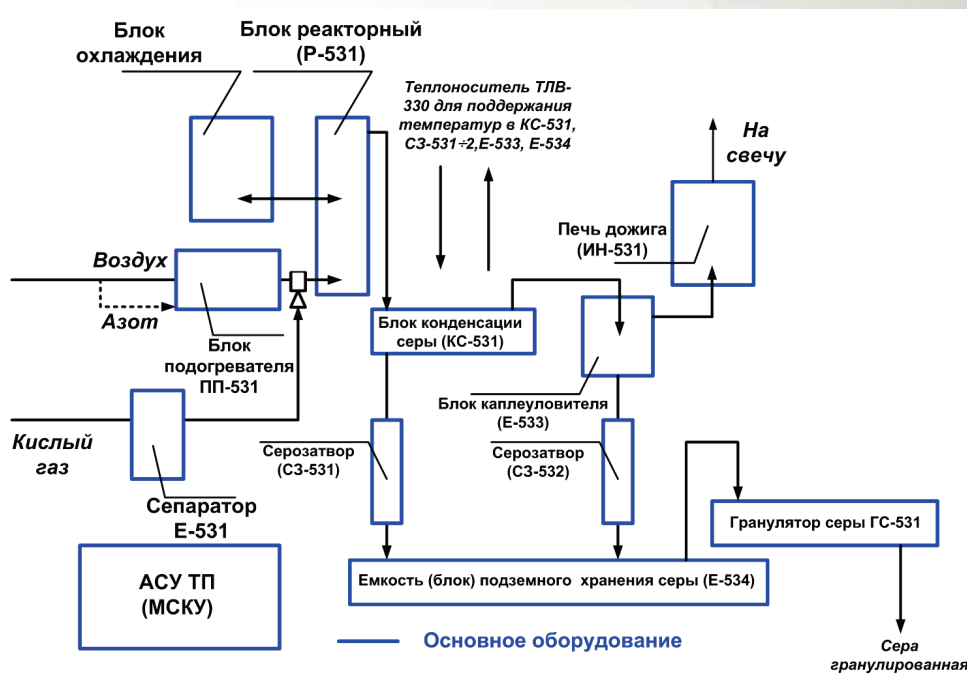 Блок
охлаждения
Блок реакторный
(Р-531)
Теплоноситель ТЛВ-
330 для поддержания
температур в КС-531,
СЗ-531÷2,Е-533, Е-534
На
свечу
Печь дожига
(ИН-531)
Воздух
Азот
Блок
подогревателя
ПП-531
Блок конденсации
серы (КС-531)
Блок каплеуловителя
(Е-533)
Кислый
газ
Сепаратор
Е-531
Серозатвор
(СЗ-531)
Серозатвор
(СЗ-532)
Гранулятор серы ГС-531
АСУ ТП
(МСКУ)
Емкость (блок) подземного хранения серы (Е-534)
Основное оборудование
Сера
гранулированная